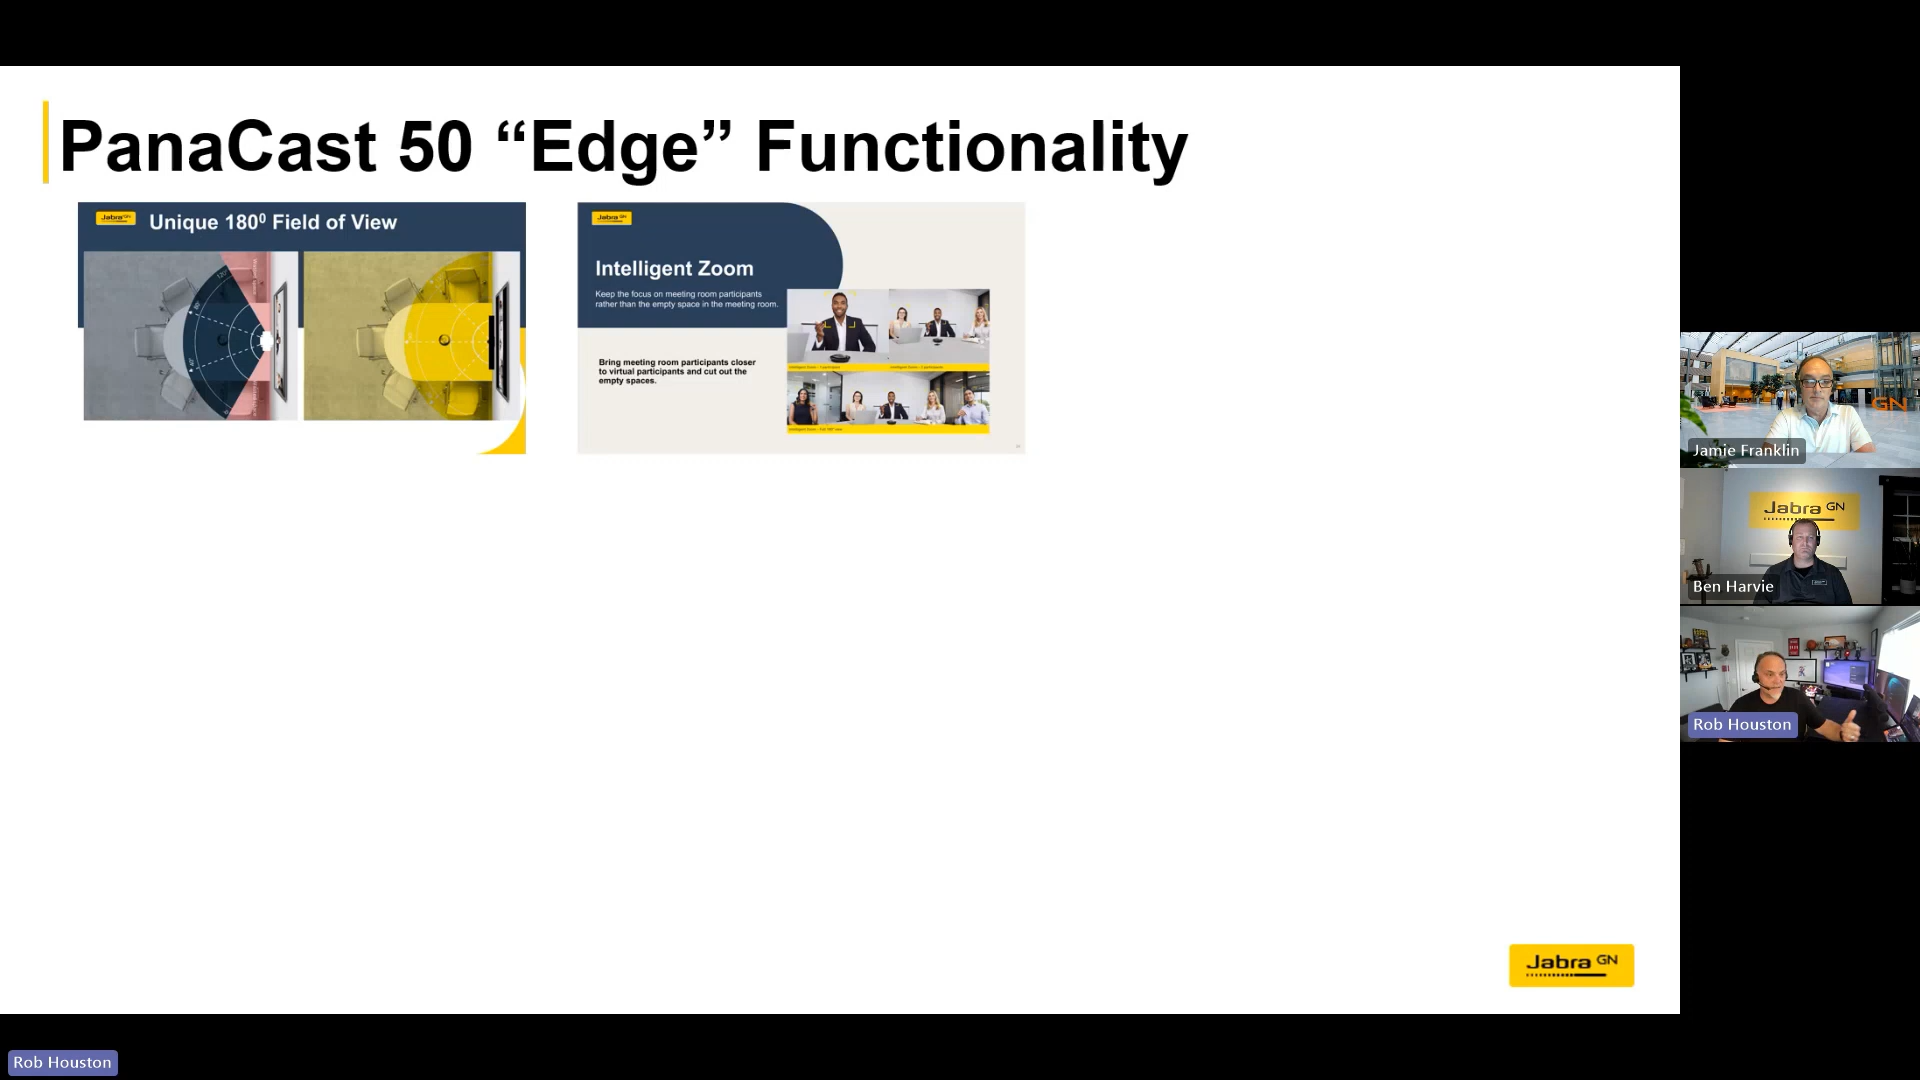 PanaCast 50 “Edge” Functionality
Jabra GN
Unique 180⁰ Field of View
Jabra GN
Intelligent Zoom
Keep the focus on meeting room participants
rather than the empty space in the meeting room.
Bring meeting room participants closer
to virtual participants and cut out the
empty spaces.
GN
Jamie Franklin
Jabra GN
Ben Harvie
Rob Houston
Jabra GN
Rob Houston